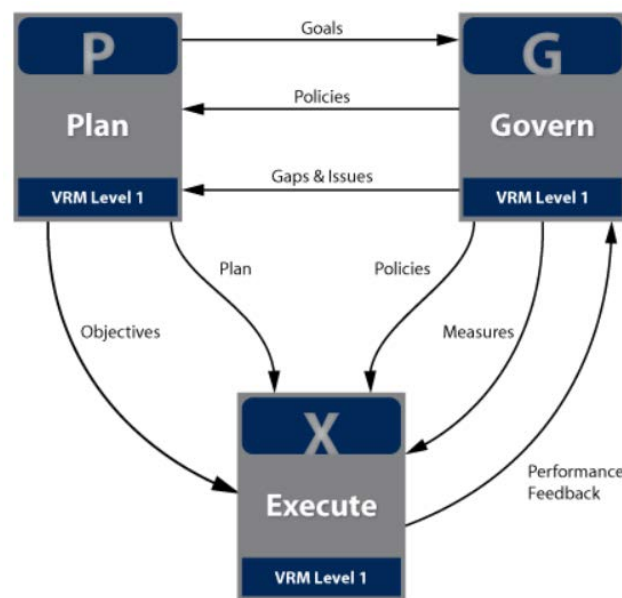 P
Goals
G
Plan
Policies
Govern
Gaps & Issues
VRM Level 1
VRM Level 1
Plan
Policies
Objectives
Measures
X
Execute
Performance
Feedback
VRM Level 1